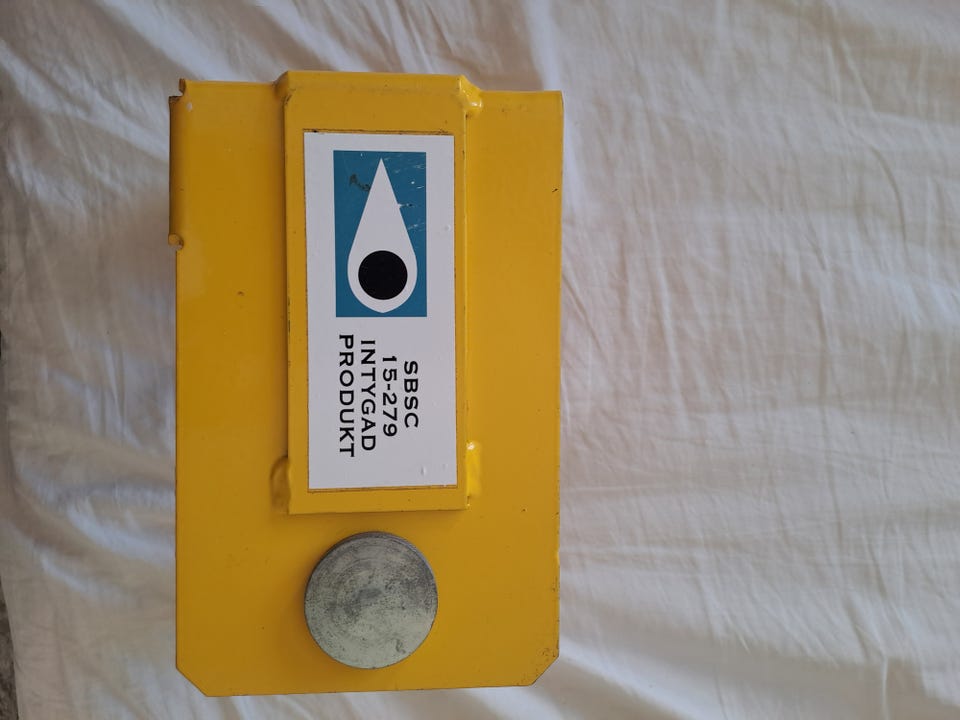 SBSC
15-279
INTYGAD
PRODUKT